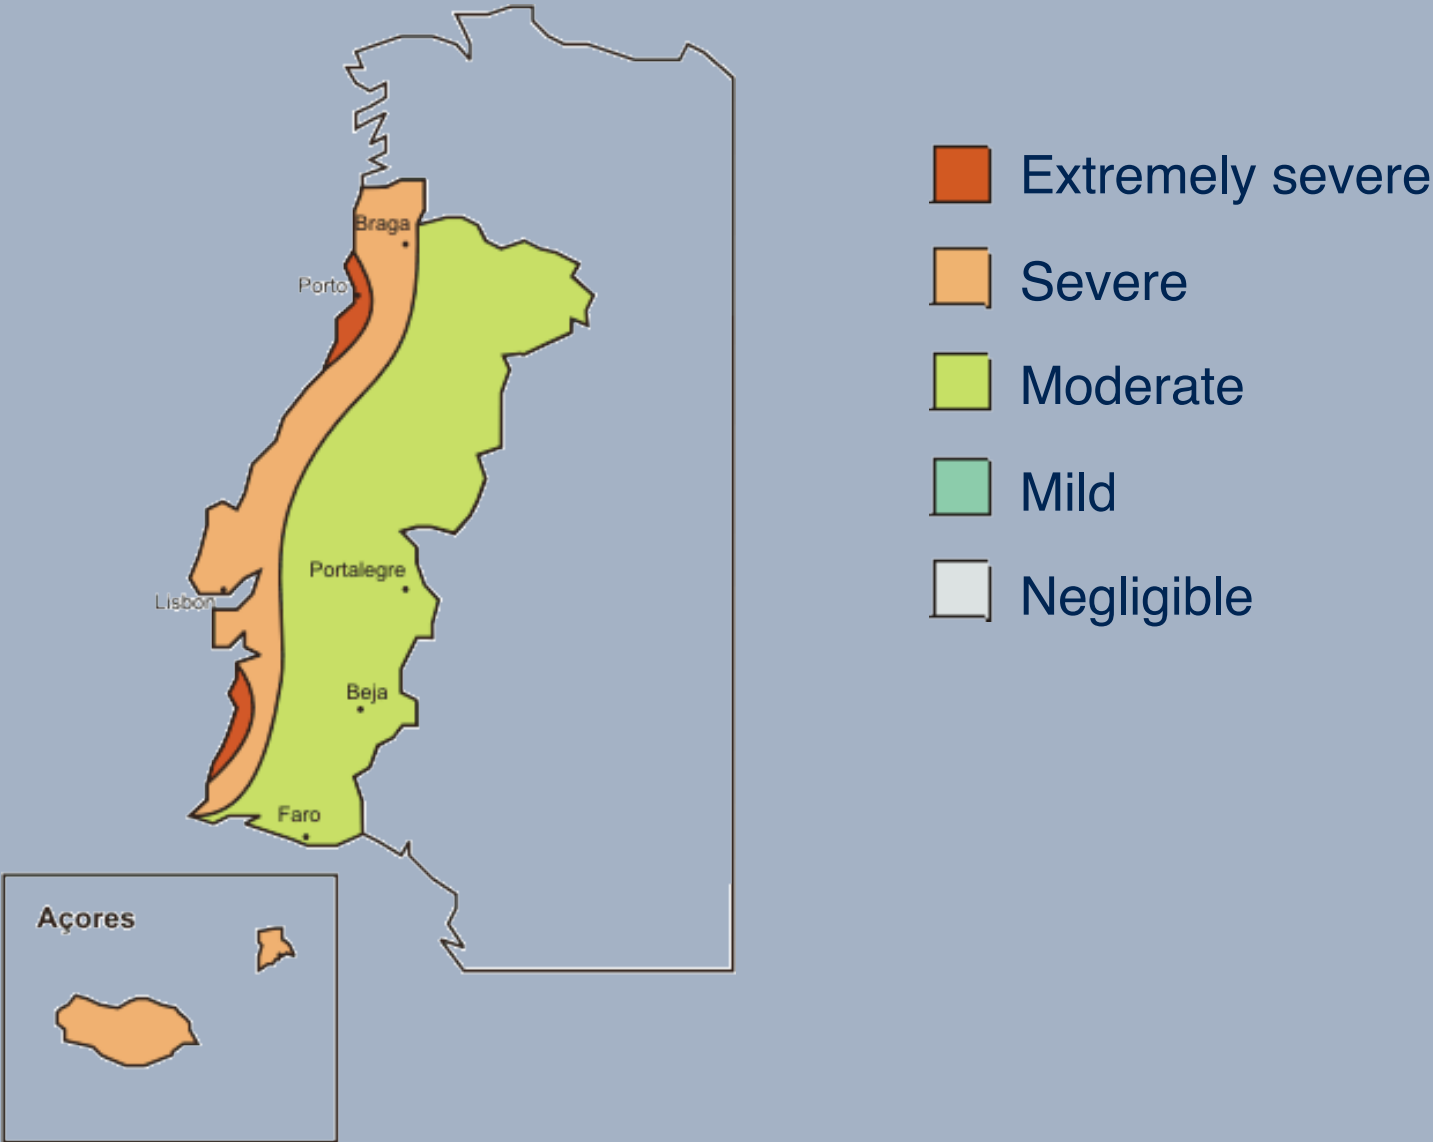 Extremely severe
Severe
Moderate
Mild
Negligible
Braga
Porto
Portalegre
Lisbon
Beja
Faro
Açores